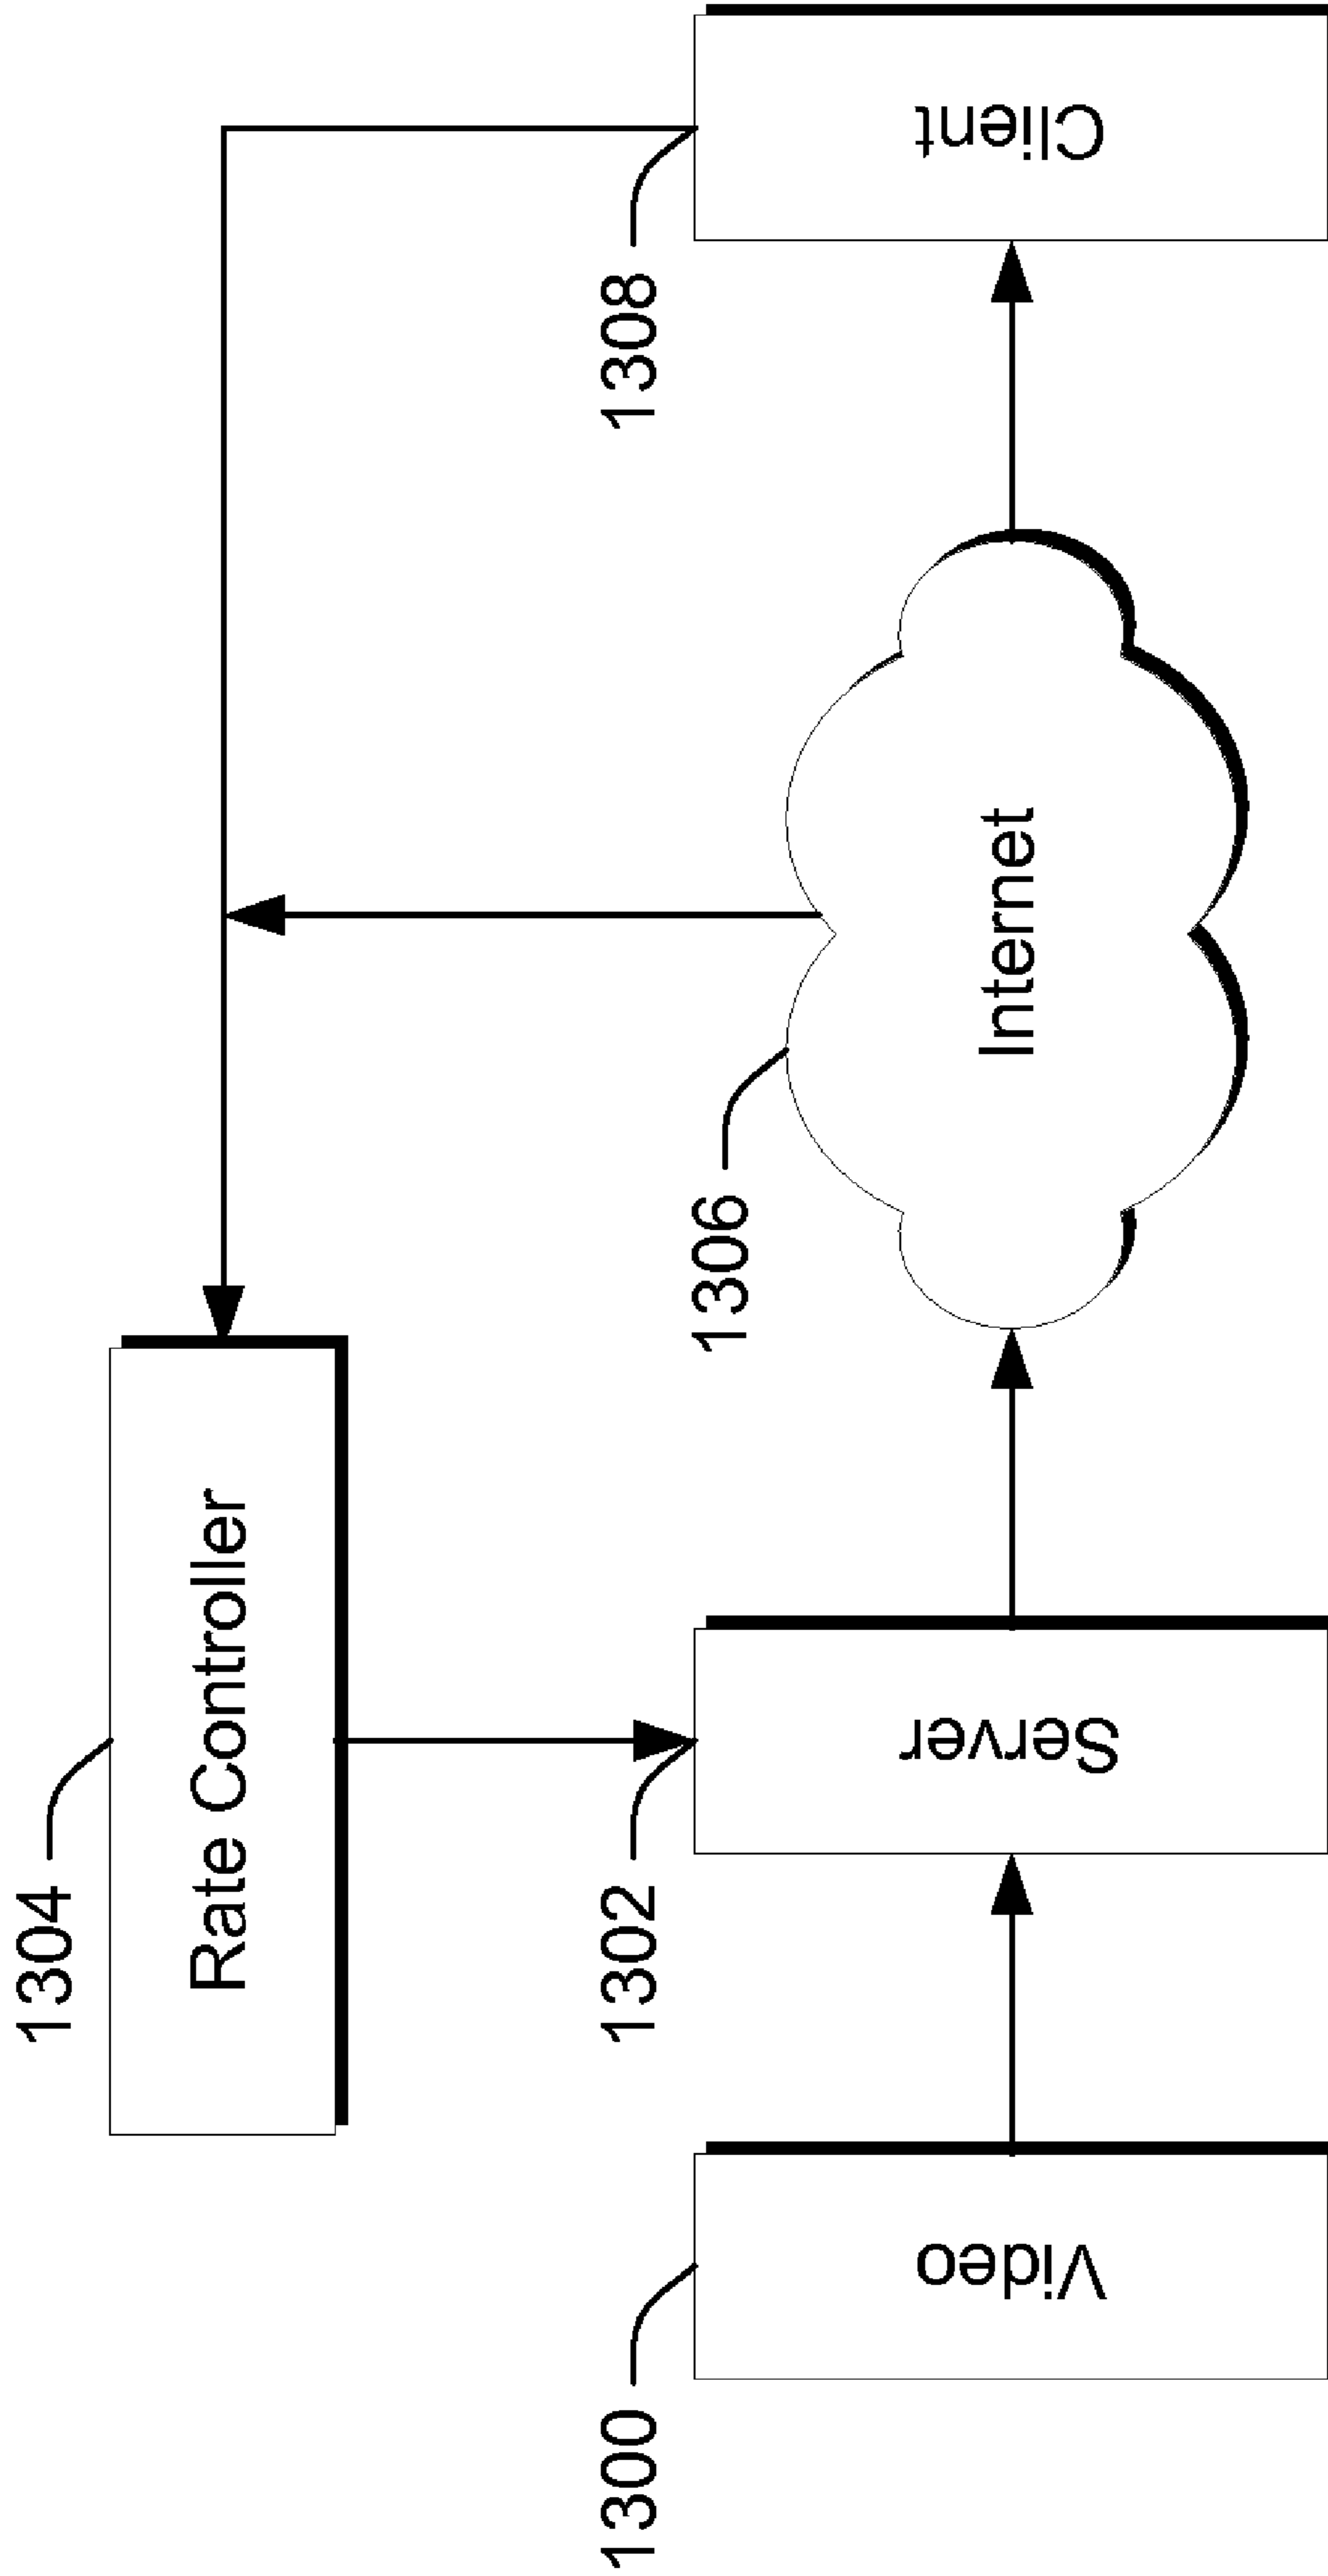 1304
Rate Controller
1300
1302
1306
1308
Video
Server
Internet
Client